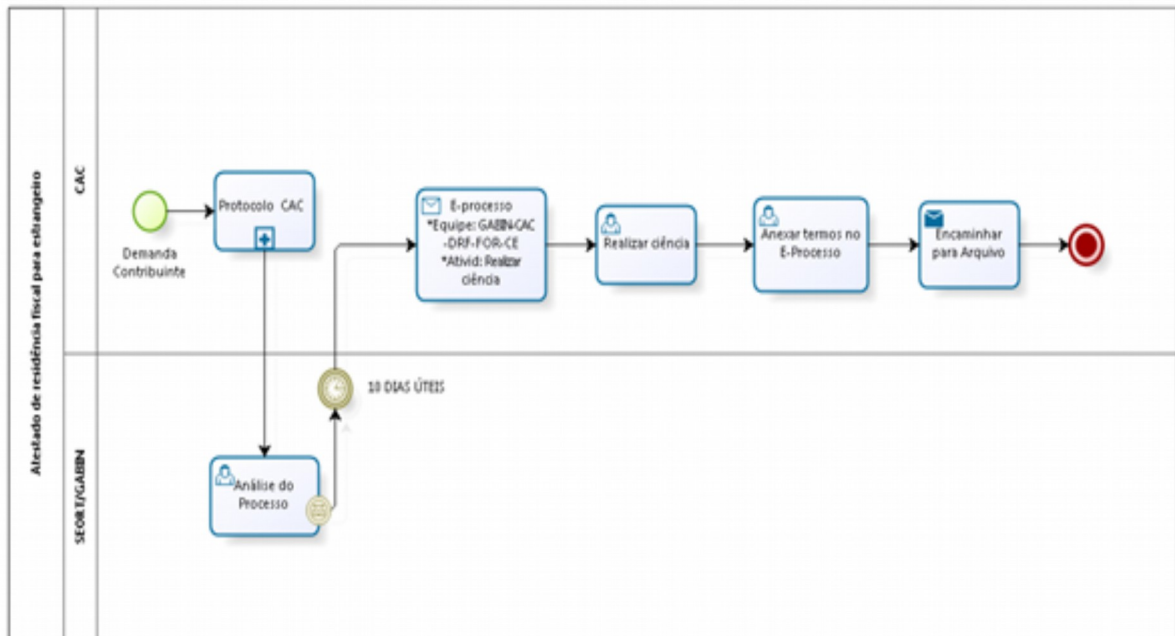 Atestado de residência fiscal para estrangeiro
CAC
Demanda
Contribuinte
Protocolo CAC
E-processo
*Equipe: GABIN-CAC
-DRF-FOR-CE
*Ativid: Realizar
ciência
Realizar ciência
Anexar termos no
E-Processo
Encaminhar
para Arquivo
SEORT/GABIN
10 DIAS ÚTEIS
Análise do
Processo